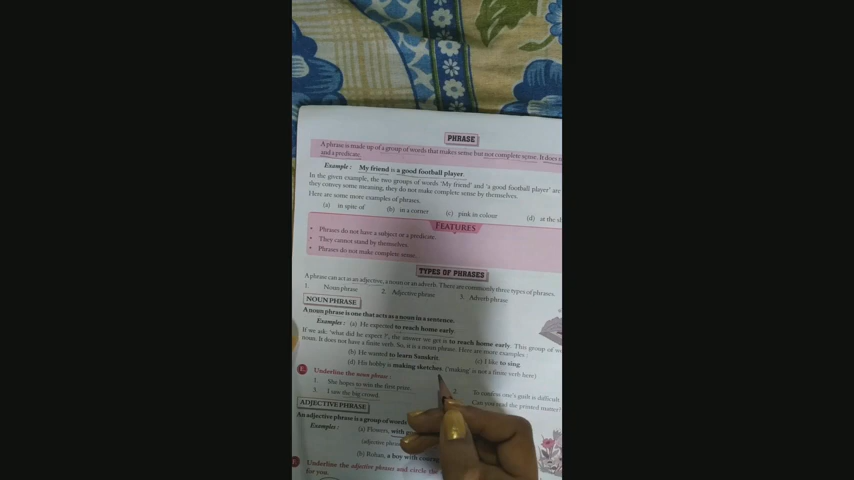 PHRASE
A phrase is made up of a group of words that makes sense but not complete sense. It does
and a predicate.
Example : My friend is a good football player.
In the given example, the two groups of words 'My friend' and 'a good football player' are
they convey some meaning, they do not make complete sense by themselves.
Here are some more examples of phrases.
(a) in spite of (b) in a corner (c) pink in colour (d) at the
FEATURES
• Phrases do not have a subject or a predicate.
• They cannot stand by themselves.
• Phrases do not make complete sense.
TYPES OF PHRASES
A phrase can act as an adjective, a noun or an adverb. There are commonly three types of phrases.
1. Noun phrase 2. Adjective phrase 3. Adverb phrase
NOUN PHRASE
A noun phrase is one that acts as a noun in a sentence.
Examples : (a) He expected to reach home early.
If we ask: 'what did he expect ?', the answer we get is to reach home early. This group of
noun. It does not have a finite verb. So, it is a noun phrase. Here are more examples :
(b) He wanted to learn Sanskrit. (c) I like to sing.
(d) His hobby is making sketches. ('making' is not a finite verb here)
Underline the noun phrase :
1. She hopes to win the first prize. 2. To confess one's guilt is difficult.
3. I saw the big crowd. Can you read the printed matter?
ADJECTIVE PHRASE
An adjective phrase is a group of words
Examples : (a) Flowers, with
(adjective
(b) Rohan, a boy with
Underline the adjective phrases and circle the
for you.